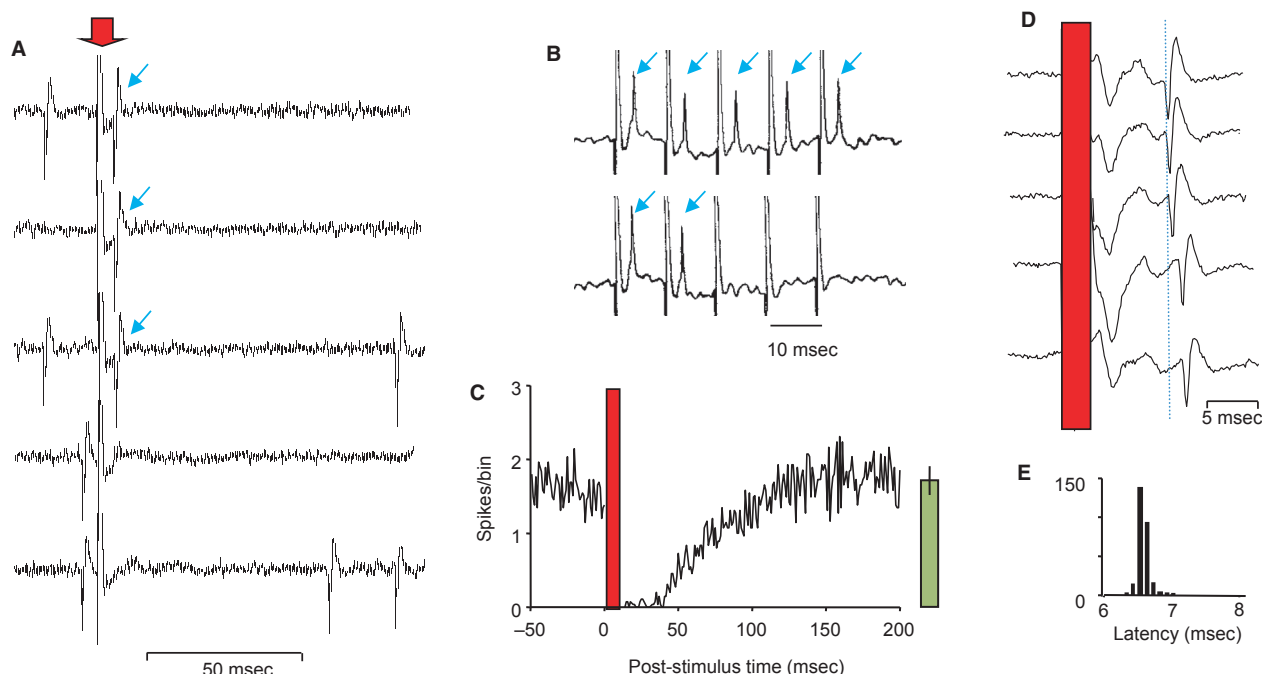 A
50 msec
B
10 msec
C
3
2
1
0
Spikes/bin
–50
0
50
100
150
200
Post-stimulus time (msec)
D
5 msec
E
150
0
6
7
8
Latency (msec)